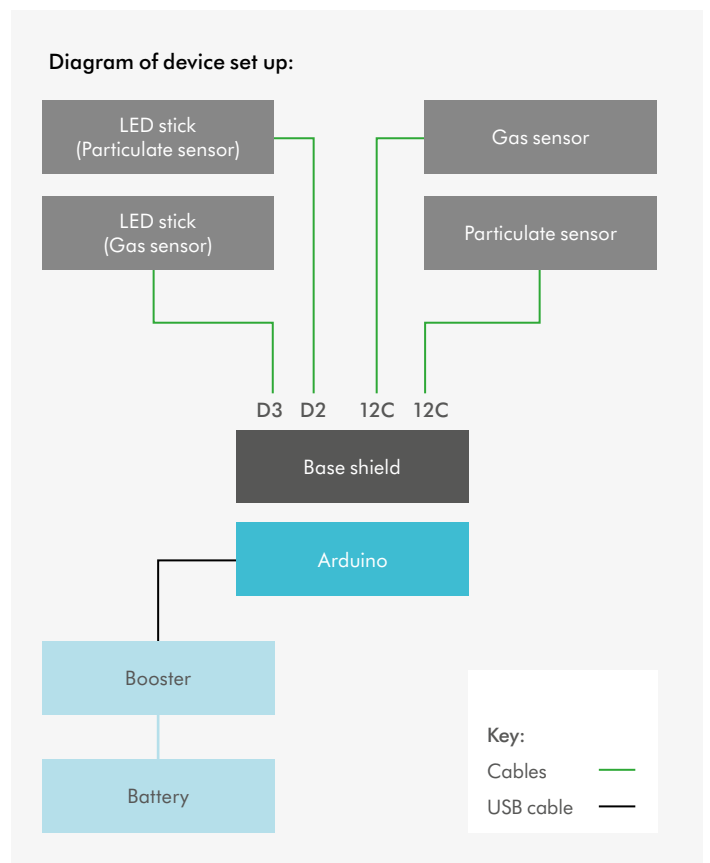 Diagram of device set up:
LED stick
(Particulate sensor)
Gas sensor
LED stick
(Gas sensor)
Particulate sensor
D3 D2 12C 12C
Base shield
Arduino
Booster
Battery
Key:
Cables
USB cable